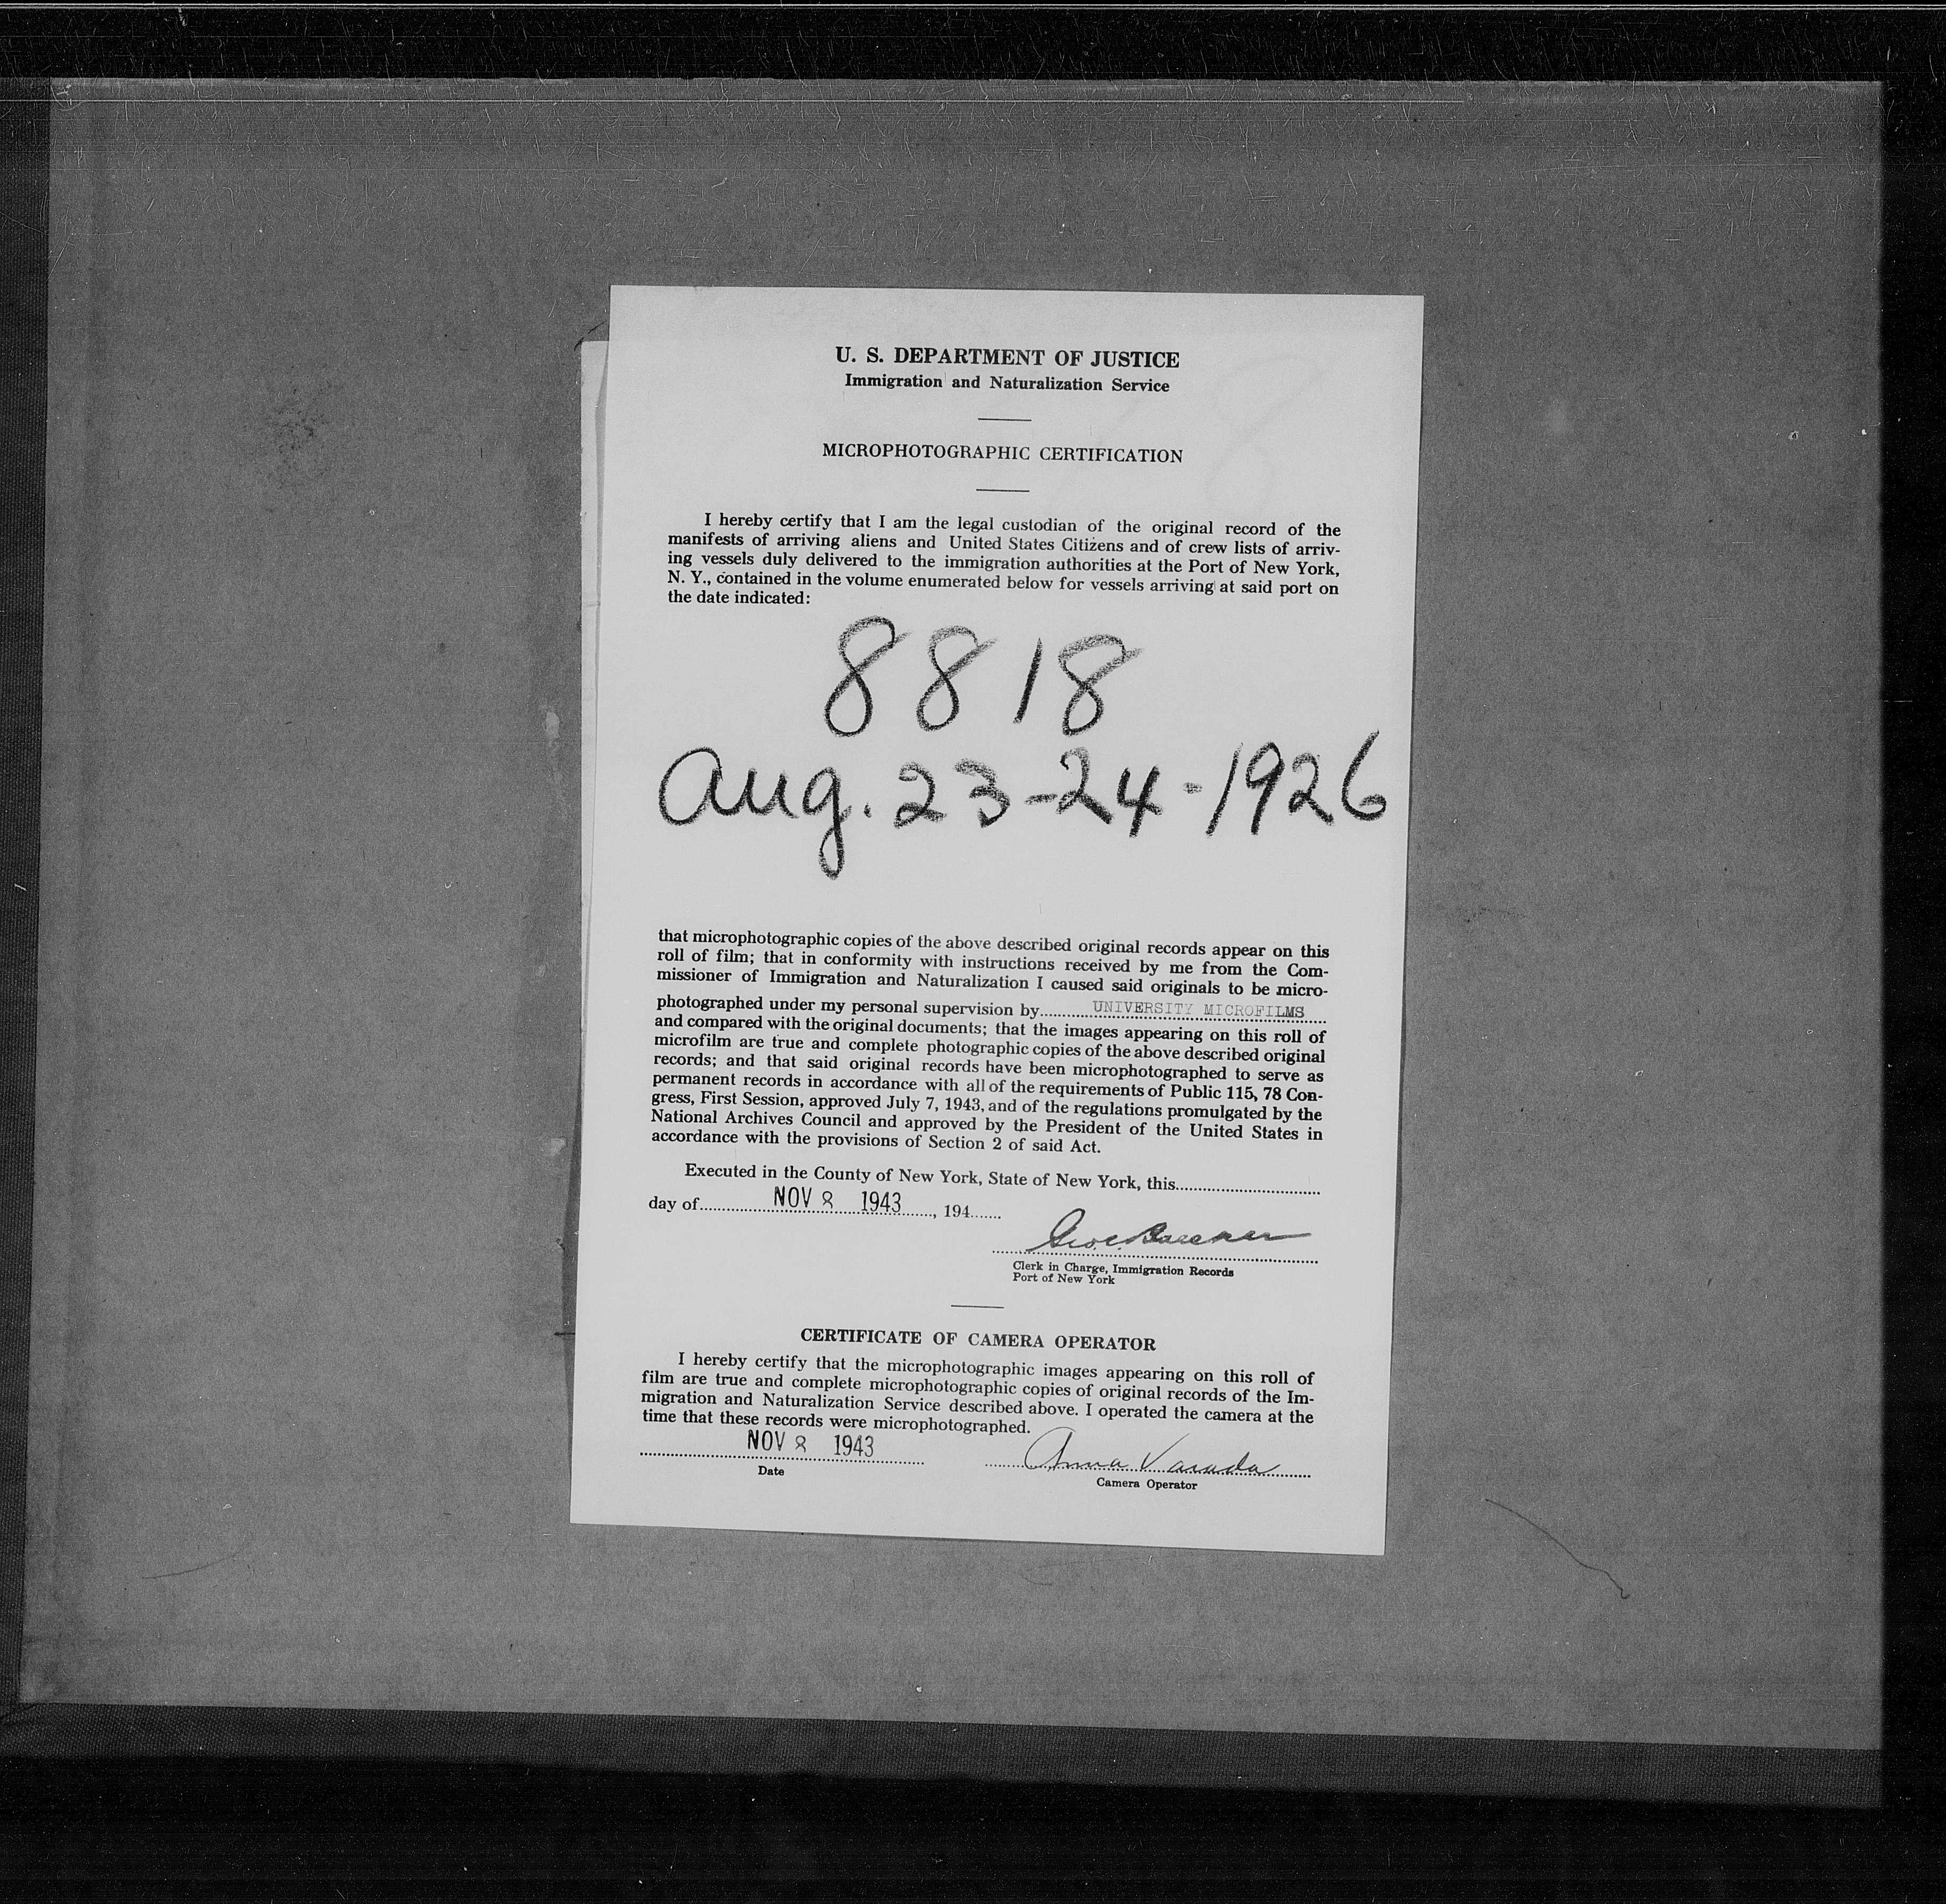 U. S. DEPARTMENT OF JUSTICE
Immigration and Naturalization Service
MICROPHOTOGRAPHIC CERTIFICATION
I hereby certify that I am the legal custodian of the original record of the
manifests of arriving aliens and United States Citizens and of crew lists of arriv-
ing vessels duly delivered to the immigration authorities at the Port of New York,
N. Y., contained in the volume enumerated below for vessels arriving at said port on
the date indicated:
8818
Aug. 23-24-1926
that microphotographic copies of the above described original records appear on this
roll of film; that in conformity with instructions received by me from the Com-
missioner of Immigration and Naturalization I caused said originals to be micro-
photographed under my personal supervision by UNIVERSITY MICROFILMS
and compared with the original documents; that the images appearing on this roll of
microfilm are true and complete photographic copies of the above described original
records; and that said original records have been microphotographed to serve as
permanent records in accordance with all of the requirements of Public 115, 78 Con-
gress, First Session, approved July 7, 1943, and of the regulations promulgated by the
National Archives Council and approved by the President of the United States in
accordance with the provisions of Section 2 of said Act.
Executed in the County of New York, State of New York, this
day of NOV 8 1943, 194
Clerk in Charge, Immigration Records
Port of New York
CERTIFICATE OF CAMERA OPERATOR
I hereby certify that the microphotographic images appearing on this roll of
film are true and complete microphotographic copies of original records of the Im-
migration and Naturalization Service described above. I operated the camera at the
time that these records were microphotographed.
NOV 8 1943 Anna Varada
Date
Camera Operator